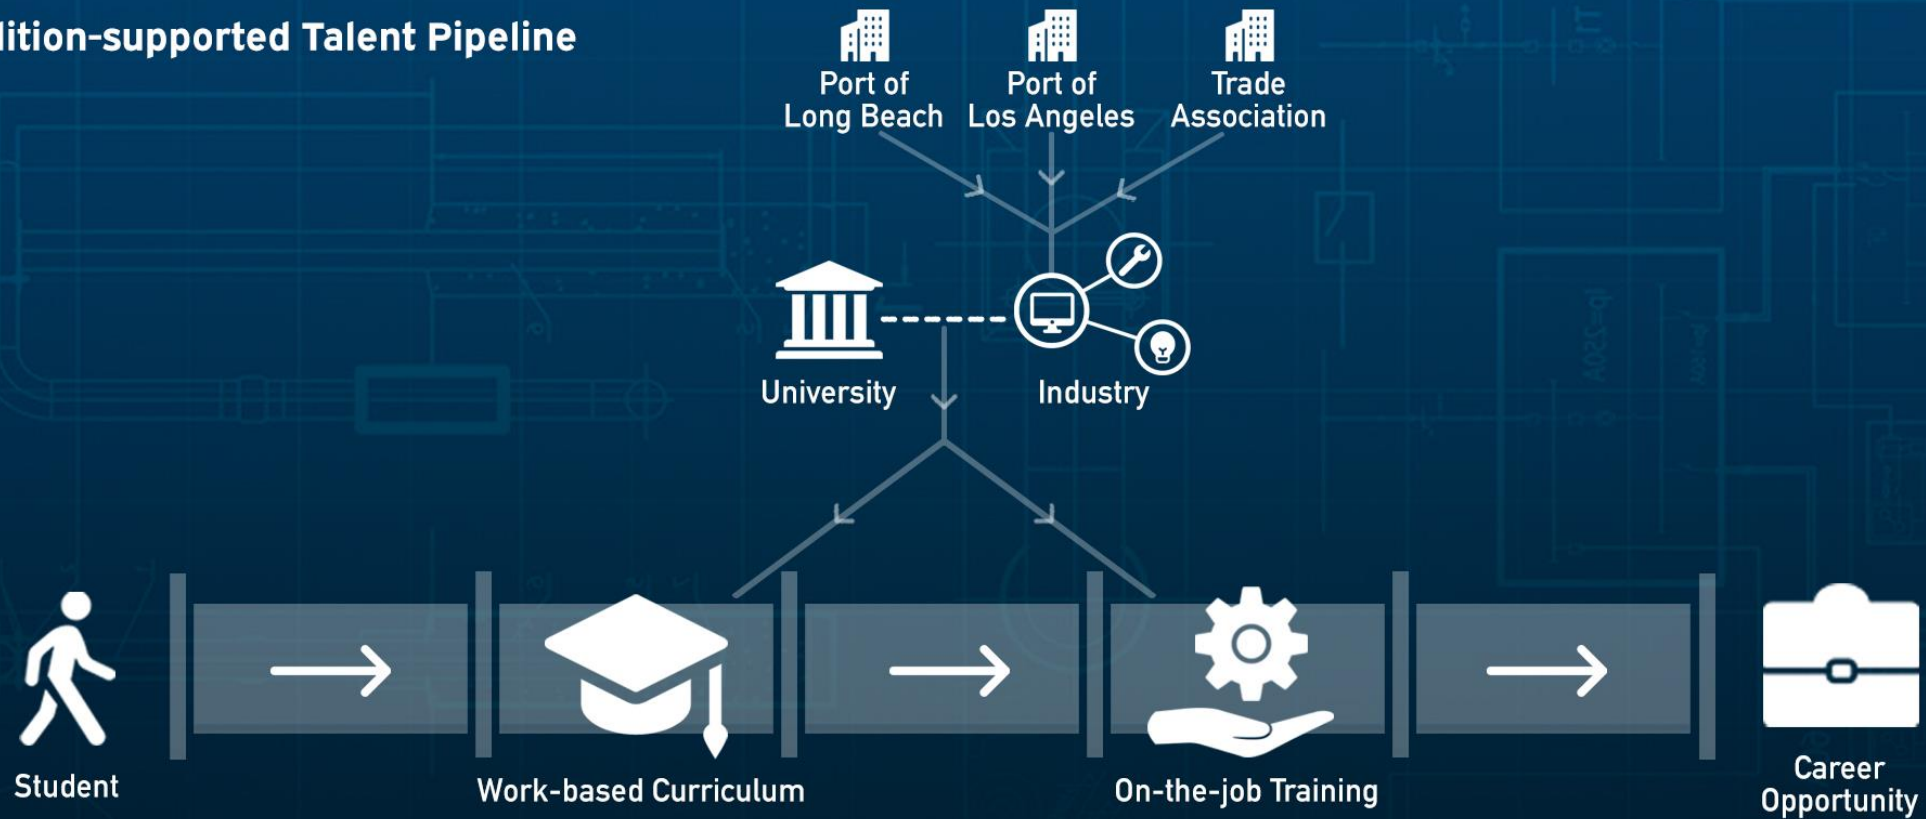 lition-supported Talent Pipeline
Port of
Long Beach
Port of
Los Angeles
Trade
Association
University
Industry
Student
Work-based Curriculum
On-the-job Training
Career
Opportunity